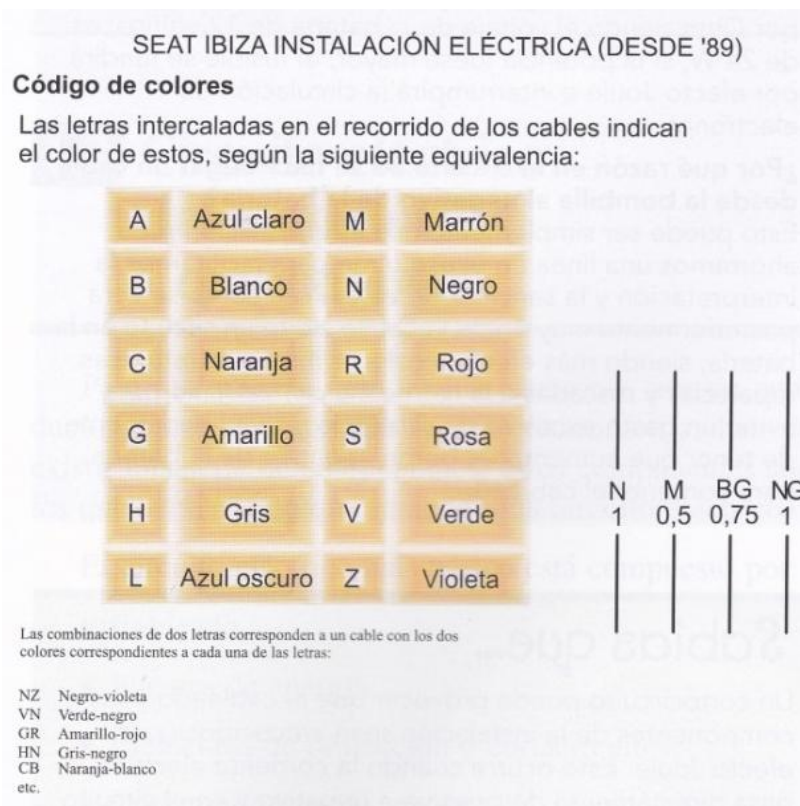 SEAT IBIZA INSTALACIÓN ELÉCTRICA (DESDE '89)
Código de colores
Las letras intercaladas en el recorrido de los cables indican
el color de estos, según la siguiente equivalencia:
A Azul claro M Marrón
B Blanco N Negro
C Naranja R Rojo
G Amarillo S Rosa
H Gris V Verde
L Azul oscuro Z Violeta
N M BG NG
0,5 0,75
Las combinaciones de dos letras corresponden a un cable con los dos
colores correspondientes a cada una de las letras:
NZ Negro-violeta
VN Verde-negro
GR Amarillo-rojo
HN Gris-negro
CB Naranja-blanco
etc.